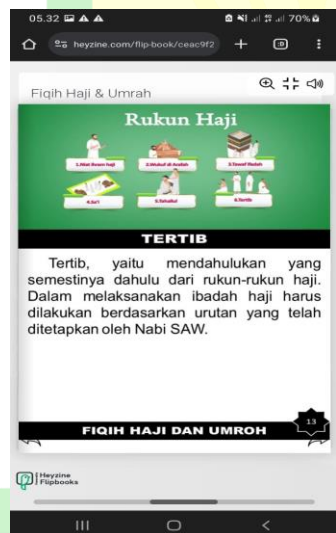 05.32
70%
heyzine.com/flip-book/ceac9f2
Fiqih Haji & Umrah
Rukun Haji
1.Niat ihram haji
2.Wukuf di Arafah
3.Tawaf Ifadah
4.Sa'i
5.Tahallul
6.Tertib
TERTIB
Tertib, yaitu mendahulukan yang
semestinya dahulu dari rukun-rukun haji.
Dalam melaksanakan ibadah haji harus
dilakukan berdasarkan urutan yang telah
ditetapkan oleh Nabi SAW.
13
FIQIH HAJI DAN UMROH
Heyzine
Flipbooks